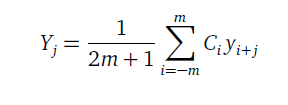 Y_j = \frac{1}{2m+1} \sum_{i=-m}^{m} C_i y_{i+j}